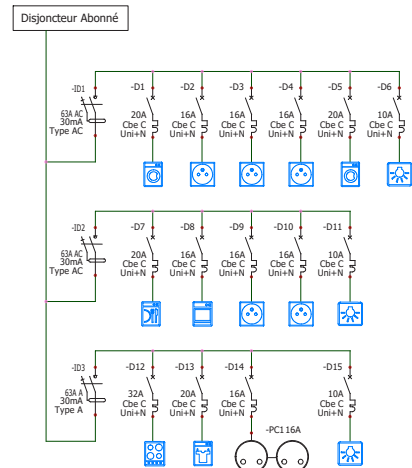 Disjoncteur Abonné
-ID1
63A AC
30mA
Type AC
-D1
20A
Cbe C
Uni+N
-D2
16A
Cbe C
Uni+N
-D3
16A
Cbe C
Uni+N
-D4
16A
Cbe C
Uni+N
-D5
20A
Cbe C
Uni+N
-D6
10A
Cbe C
Uni+N
-ID2
63A AC
30mA
Type AC
-D7
20A
Cbe C
Uni+N
-D8
16A
Cbe C
Uni+N
-D9
16A
Cbe C
Uni+N
-D10
16A
Cbe C
Uni+N
-D11
10A
Cbe C
Uni+N
-ID3
63A A
30mA
Type A
-D12
32A
Cbe C
Uni+N
-D13
20A
Cbe C
Uni+N
-D14
16A
Cbe C
Uni+N
-PC116A
-D15
10A
Cbe C
Uni+N